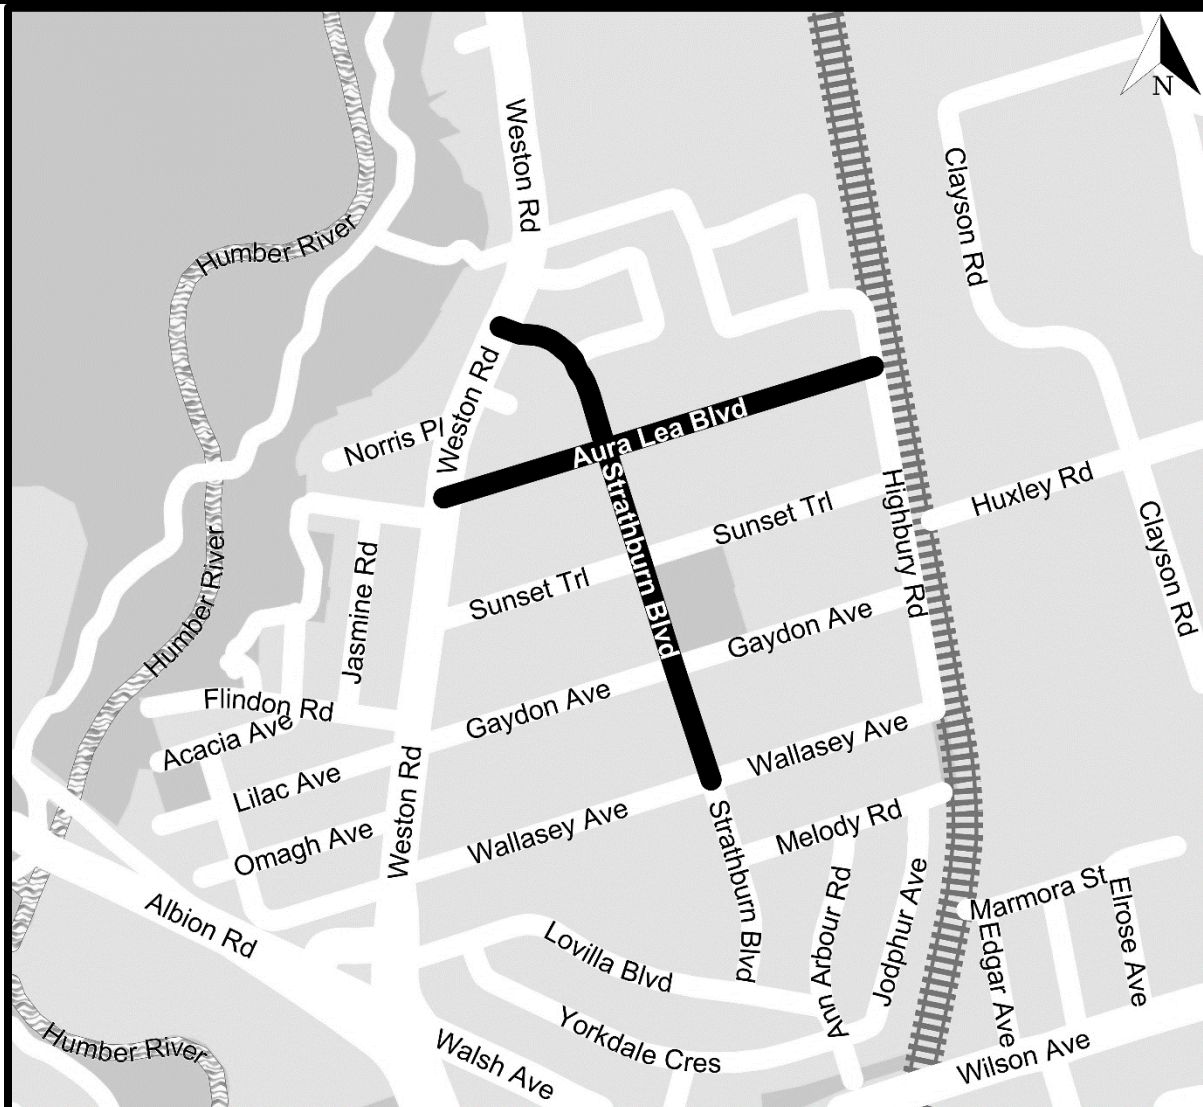 N
Weston Rd
Clayson Rd
Humber River
Weston Rd
Norris Pl
Aura Lea Blvd
Strathburn Blvd
Highbury Rd
Huxley Rd
Clayson Rd
Sunset Trl
Sunset Trl
Humber River
Jasmine Rd
Gaydon Ave
Gaydon Ave
Flindon Rd
Acacia Ave
Lilac Ave
Weston Rd
Wallasey Ave
Wallasey Ave
Omagh Ave
Strathburn Blvd
Melody Rd
Albion Rd
Lovilla Blvd
Ann Arbour Rd
Jodphur Ave
Marmora St
Elrose Ave
Edgar Ave
Humber River
Walsh Ave
Yorkdale Cres
Wilson Ave